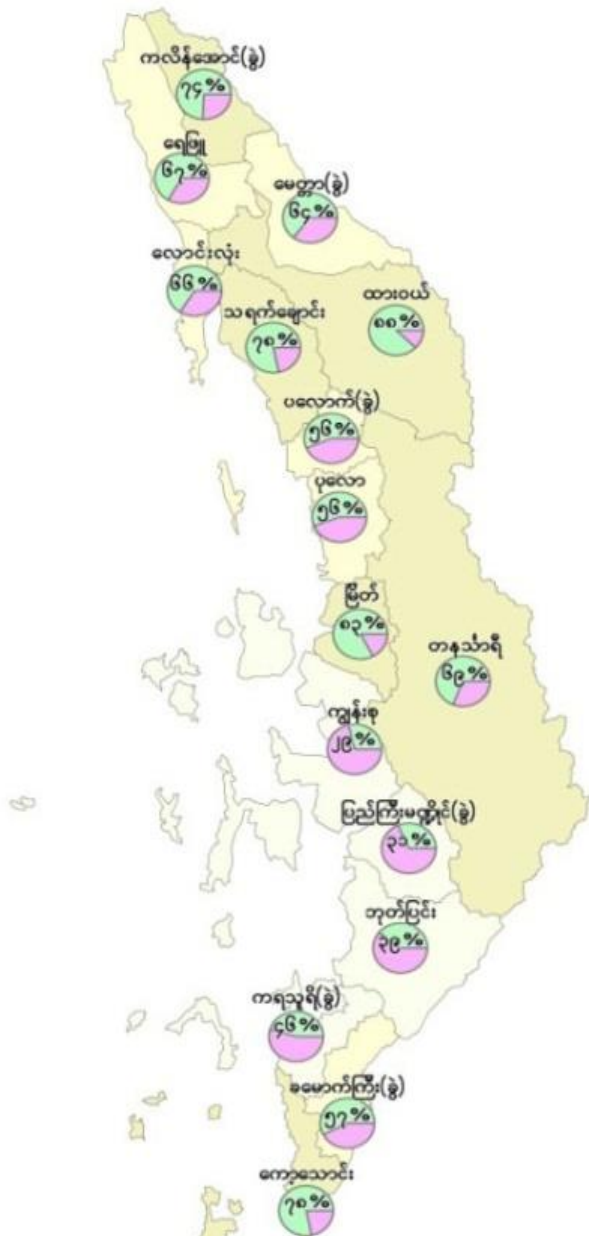 ကလိန်အောင်(ခွဲ)
၇၄%
ရေဖြူ
၆၇%
မေတ္တာ(ခွဲ)
၆၄%
လောင်းလုံး
၆၆%
ထားဝယ်
၈၈%
သရက်ချောင်း
၇၈%
ပလောက်(ခွဲ)
၅၆%
ပုလော
၅၆%
မြိတ်
၈၃%
တနင်္သာရီ
၆၉%
ကျွန်းစု
၂၉%
ပြည်ကြီးမဏ္ဍိုင်(ခွဲ)
၃၁%
ဘုတ်ပြင်း
၃၉%
ကရသူရိ(ခွဲ)
၄၆%
ခမောက်ကြီး(ခွဲ)
၅၇%
ကော့သောင်း
၇၈%